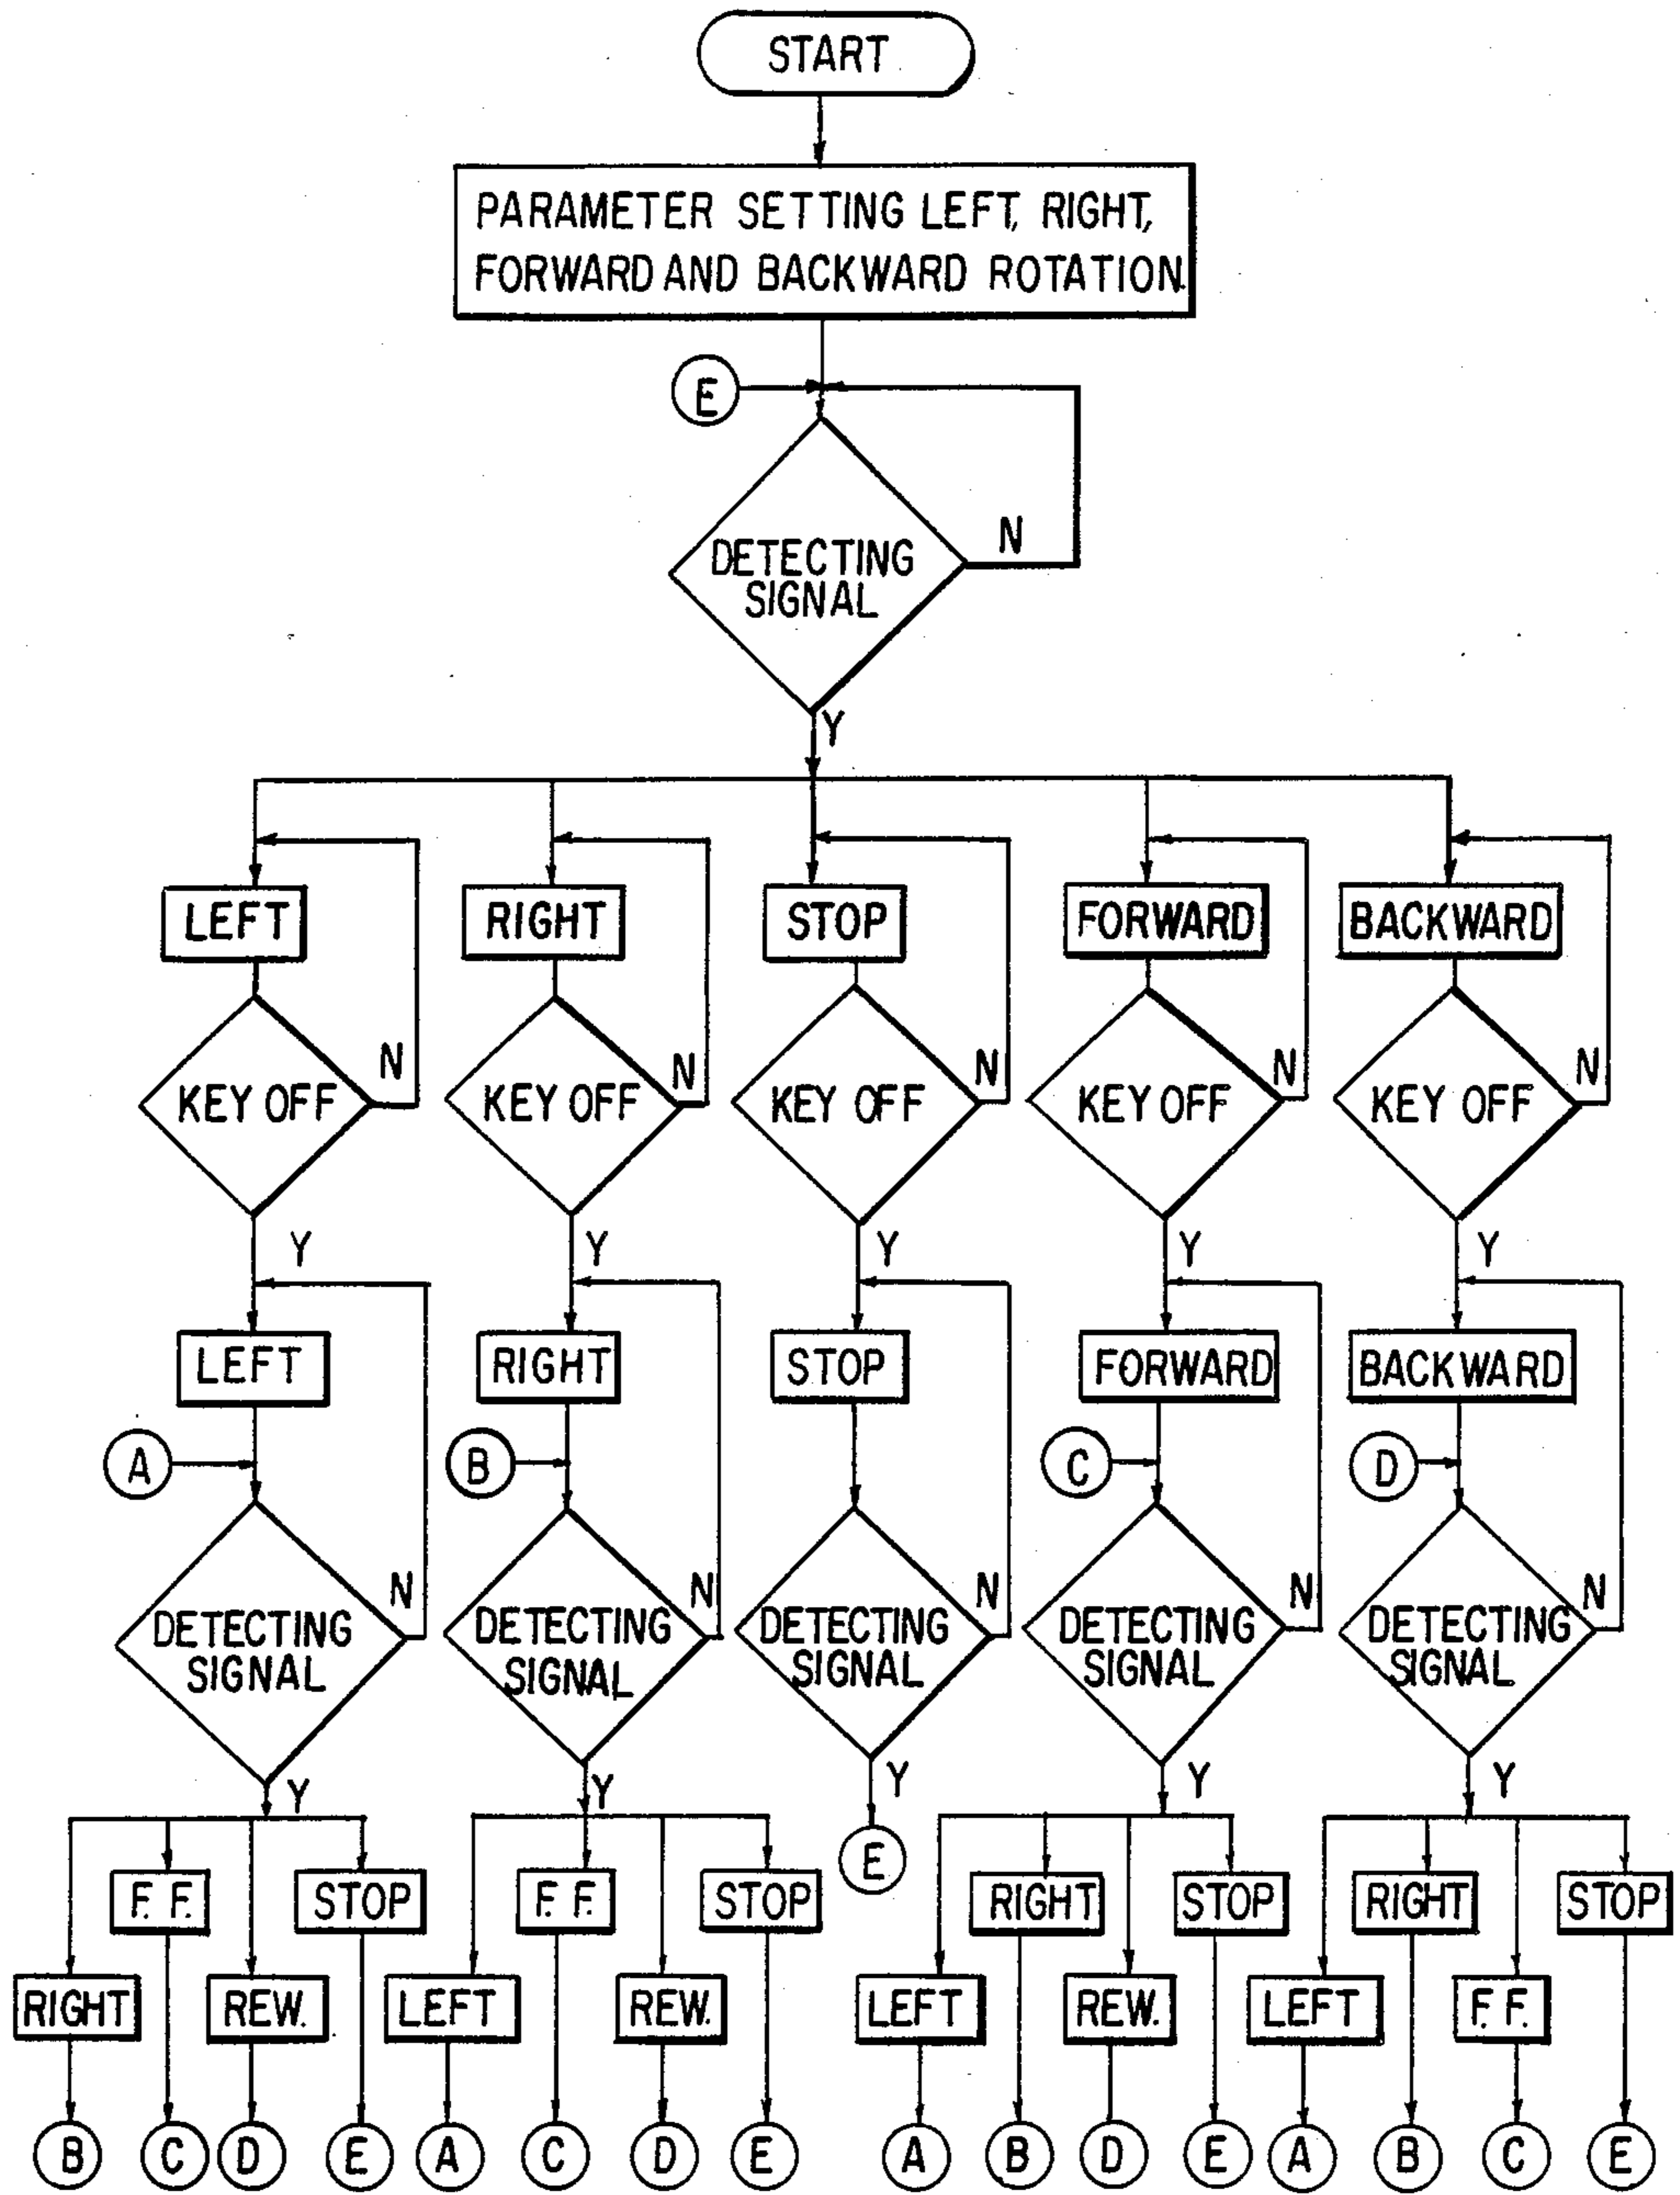 START
PARAMETER SETTING LEFT, RIGHT,
FORWARD AND BACKWARD ROTATION.
E
N
DETECTING
SIGNAL
Y
LEFT
RIGHT
STOP
FORWARD
BACKWARD
N
N
N
N
N
KEY OFF
KEY OFF
KEY OFF
KEY OFF
KEY OFF
Y
Y
Y
Y
Y
LEFT
RIGHT
STOP
FORWARD
BACKWARD
A
B
C
D
N
N
N
N
N
DETECTING
SIGNAL
DETECTING
SIGNAL
DETECTING
SIGNAL
DETECTING
SIGNAL
DETECTING
SIGNAL
Y
Y
Y
Y
Y
E
F. F.
STOP
F. F.
STOP
RIGHT
STOP
RIGHT
STOP
RIGHT
REW.
LEFT
REW.
LEFT
REW.
LEFT
F. F.
B
C
D
E
A
C
D
E
A
B
D
E
A
B
C
E